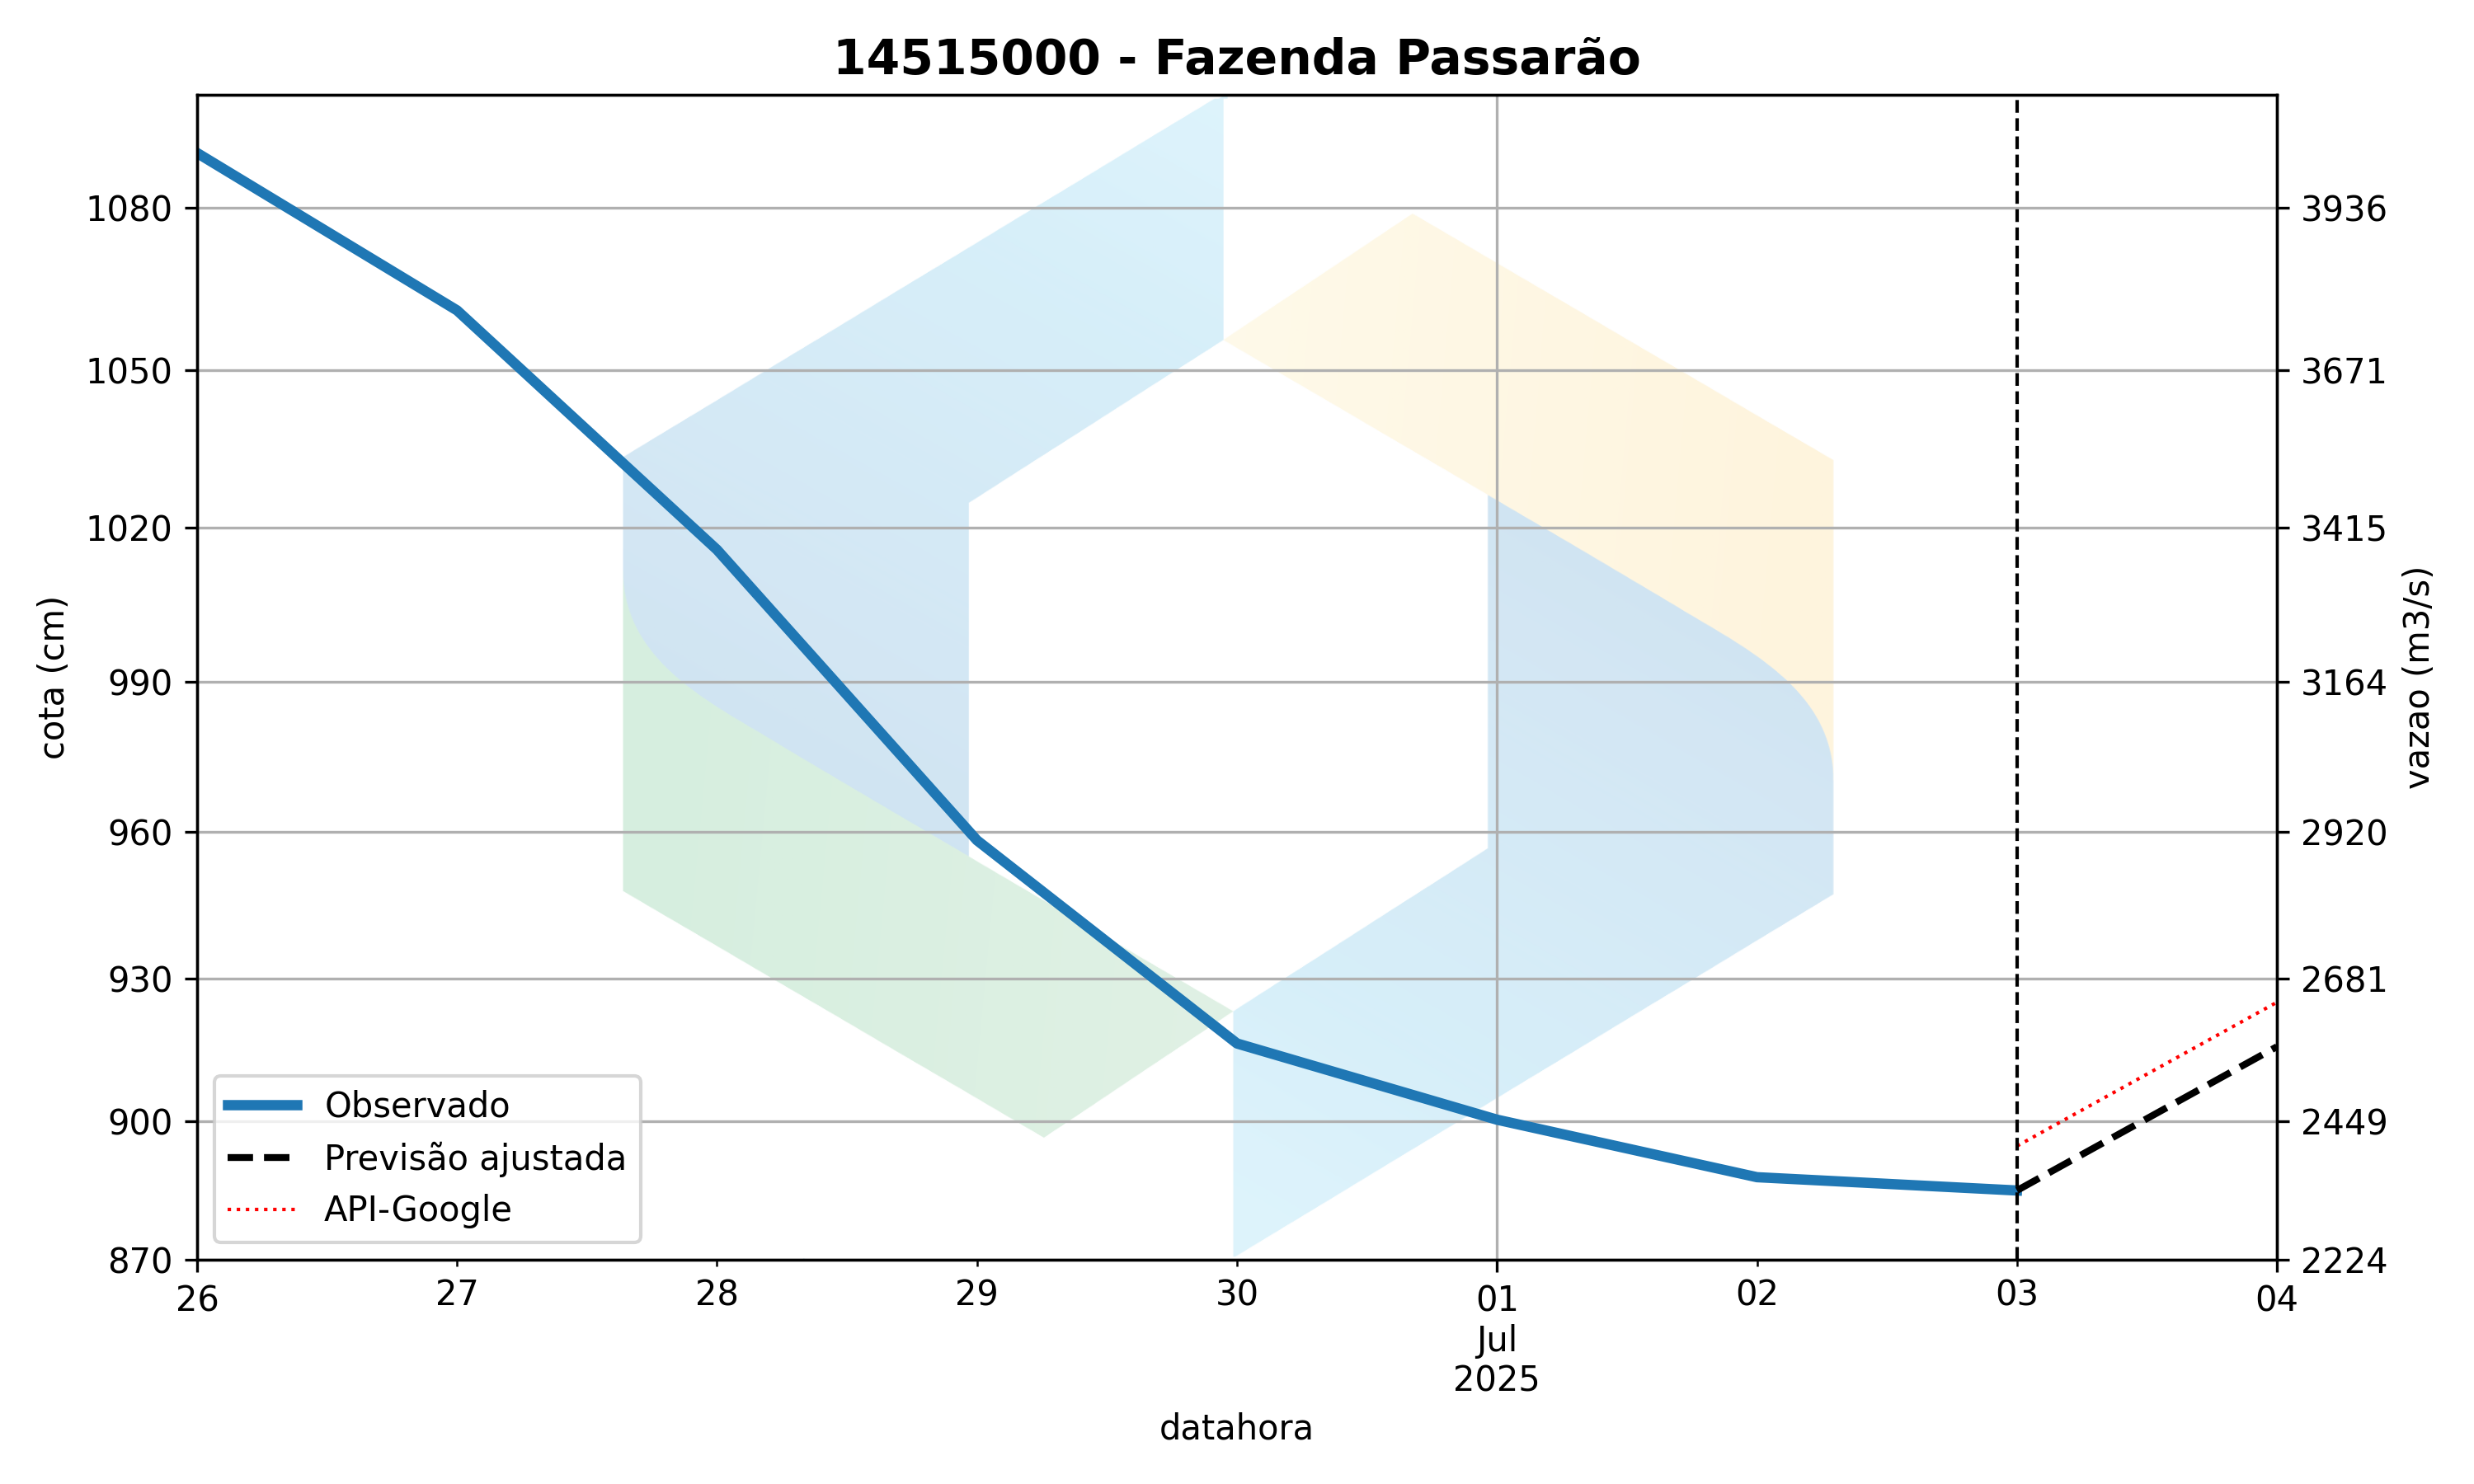 14515000 - Fazenda Passarão
1080
1050
1020
990
960
930
900
870
cota (cm)
3936
3671
3415
3164
2920
2681
2449
2224
vazao (m3/s)
Observado
Previsão ajustada
API-Google
26 27 28 29 30 01 02 03 04
Jul
2025
datahora